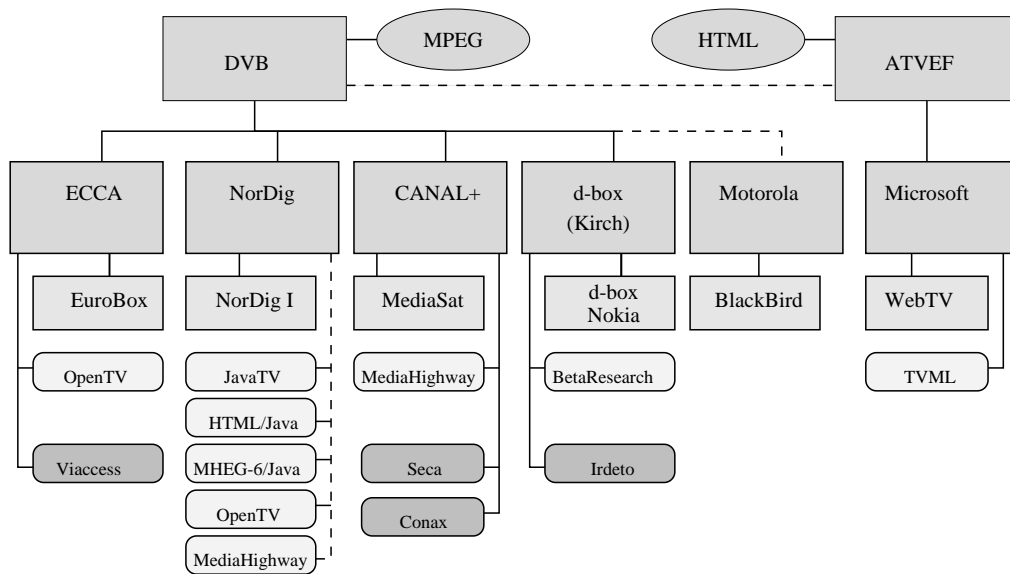 MPEG
HTML
DVB
ATVEF
ECCA
NorDig
CANAL+
d-box
(Kirch)
Motorola
Microsoft
EuroBox
NorDig I
MediaSat
d-box
Nokia
BlackBird
WebTV
OpenTV
JavaTV
MediaHighway
BetaResearch
TVML
HTML/Java
Viaccess
MHEG-6/Java
Seca
Irdeto
OpenTV
Conax
MediaHighway